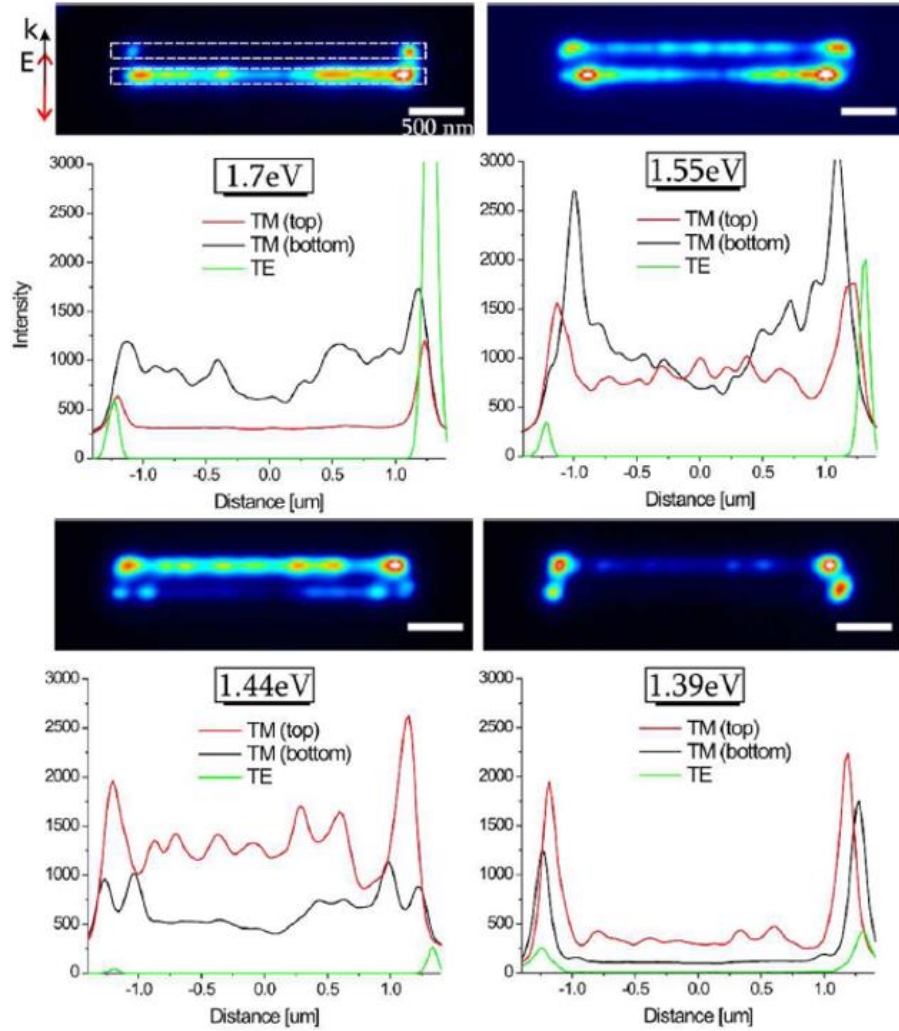 k
E
500 nm
1.7eV
TM (top)
TM (bottom)
TE
Intensity
3000
2500
2000
1500
1000
500
0
-1.0 -0.5 0.0 0.5 1.0
Distance [um]
1.55eV
TM (top)
TM (bottom)
TE
3000
2500
2000
1500
1000
500
0
-1.0 -0.5 0.0 0.5 1.0
Distance [um]
1.44eV
TM (top)
TM (bottom)
TE
3000
2500
2000
1500
1000
500
0
-1.0 -0.5 0.0 0.5 1.0
Distance [um]
1.39eV
TM (top)
TM (bottom)
TE
3000
2500
2000
1500
1000
500
0
-1.0 -0.5 0.0 0.5 1.0
Distance [um]